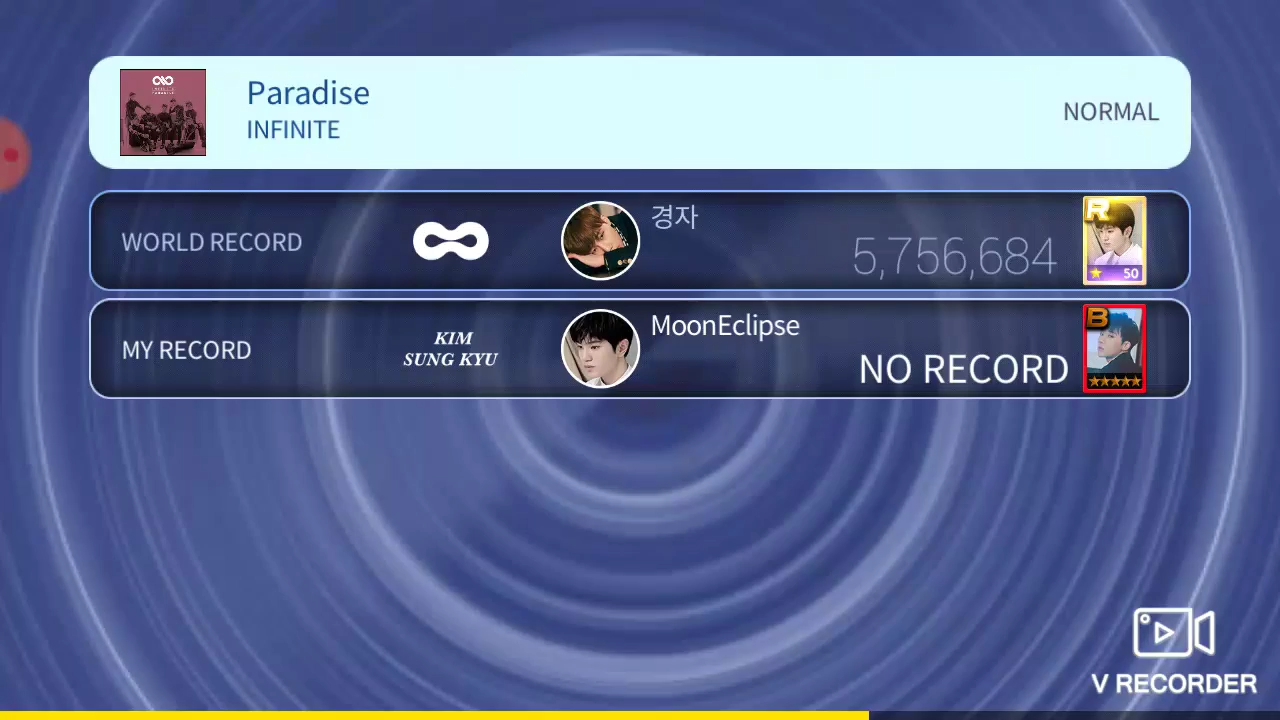 Paradise
INFINITE
NORMAL
WORLD RECORD
경자
5,756,684
R
50
MY RECORD
KIM
SUNG KYU
MoonEclipse
NO RECORD
B
V RECORDER